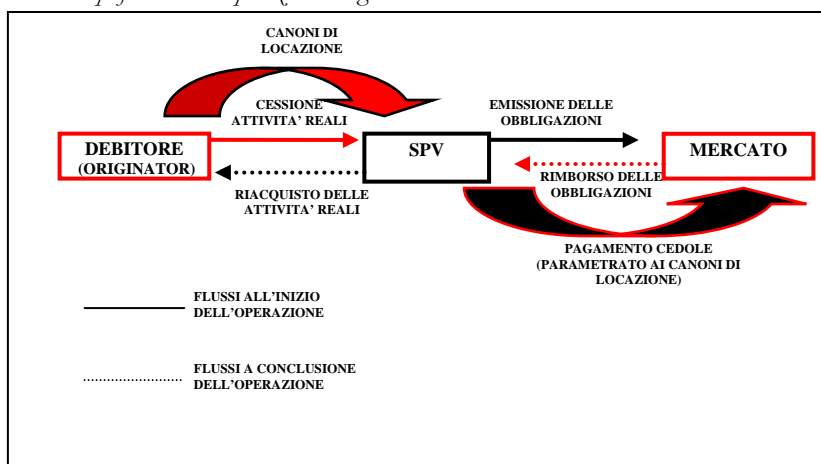 CANONI DI
LOCAZIONE
CESSIONE
ATTIVITA' REALI
EMISSIONE DELLE
OBBLIGAZIONI
DEBITORE
(ORIGINATOR)
SPV
MERCATO
RIACQUISTO DELLE
ATTIVITA' REALI
RIMBORSO DELLE
OBBLIGAZIONI
PAGAMENTO CEDOLE
(PARAMETRATO AI CANONI DI
LOCAZIONE)
FLUSSI ALL'INIZIO
DELL'OPERAZIONE
FLUSSI A CONCLUSIONE
DELL'OPERAZIONE